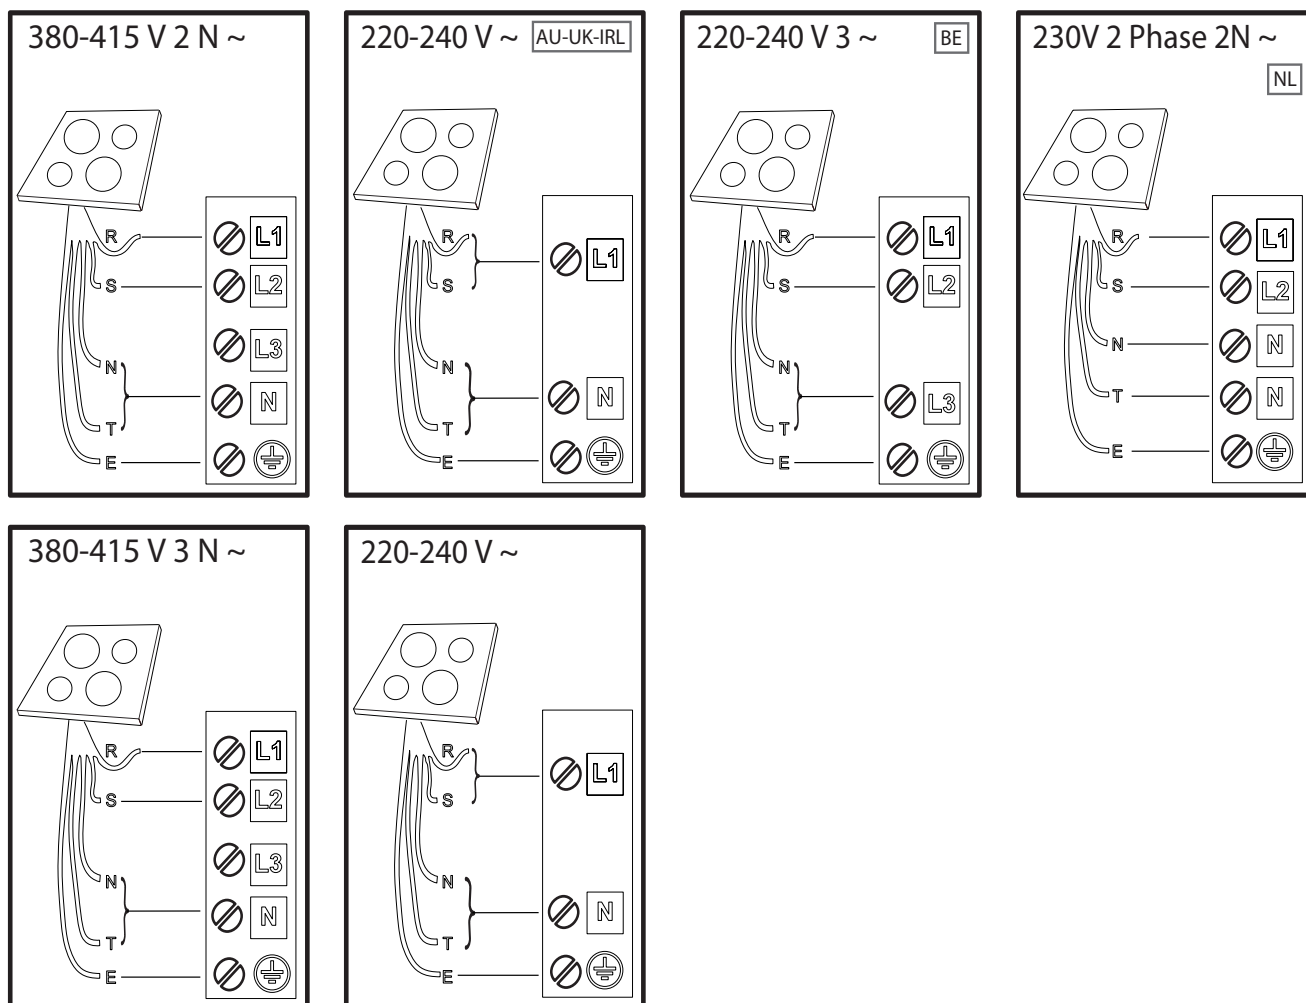 380-415 V 2 N ~
R L1
S L2
L3
N
N
T
E
220-240 V ~ AU-UK-IRL
R
L1
S
N
N
T
E
220-240 V 3 ~ BE
R L1
S L2
N
L3
T
E
230V 2 Phase 2N ~
NL
R L1
S L2
N N
T N
E
380-415 V 3 N ~
R L1
S L2
L3
N
N
T
E
220-240 V ~
R
L1
S
N
N
T
E